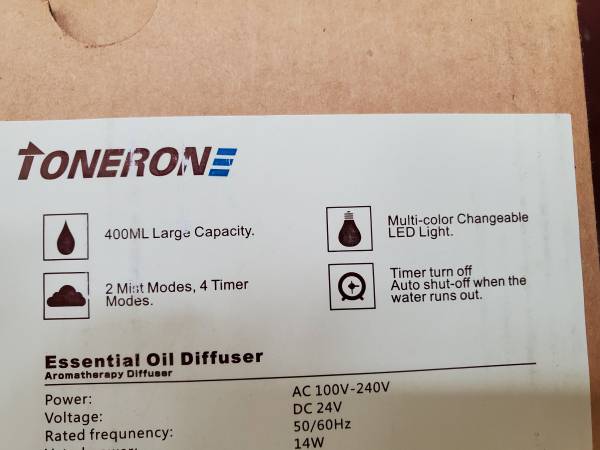 TONERONE
400ML Large Capacity.
Multi-color Changeable
LED Light.
2 Mist Modes, 4 Timer
Modes.
Timer turn off
Auto shut-off when the
water runs out.
Essential Oil Diffuser
Aromatherapy Diffuser
Power: AC 100V-240V
Voltage: DC 24V
Rated frequnency: 50/60Hz
14W